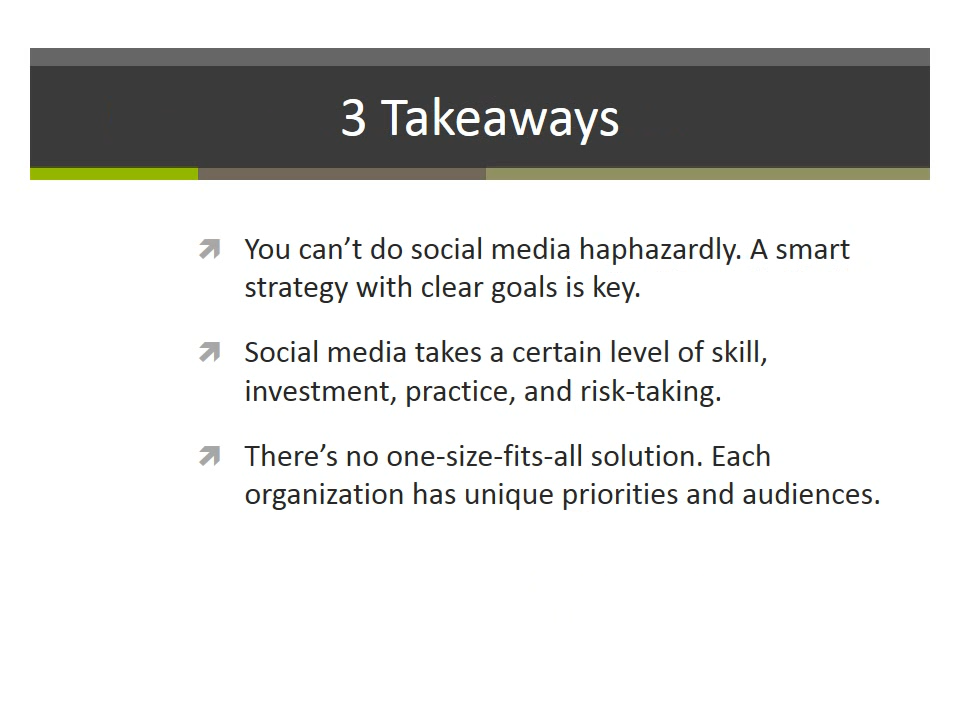 3 Takeaways
You can’t do social media haphazardly. A smart
strategy with clear goals is key.
Social media takes a certain level of skill,
investment, practice, and risk-taking.
There’s no one-size-fits-all solution. Each
organization has unique priorities and audiences.